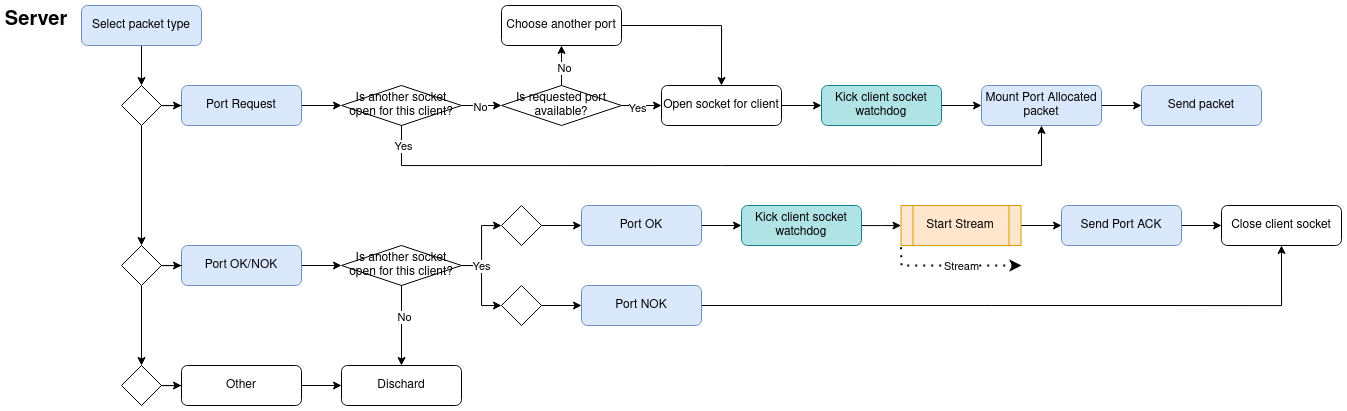 Server
Select packet type
Choose another port
No
Port Request
Is another socket
open for this client?
No
Is requested port
available?
Yes
Open socket for client
Kick client socket
watchdog
Mount Port Allocated
packet
Send packet
Yes
Port OK
Kick client socket
watchdog
Start Stream
Send Port ACK
Close client socket
Port OK/NOK
Is another socket
open for this client?
Yes
Stream
Port NOK
No
Other
Dischard